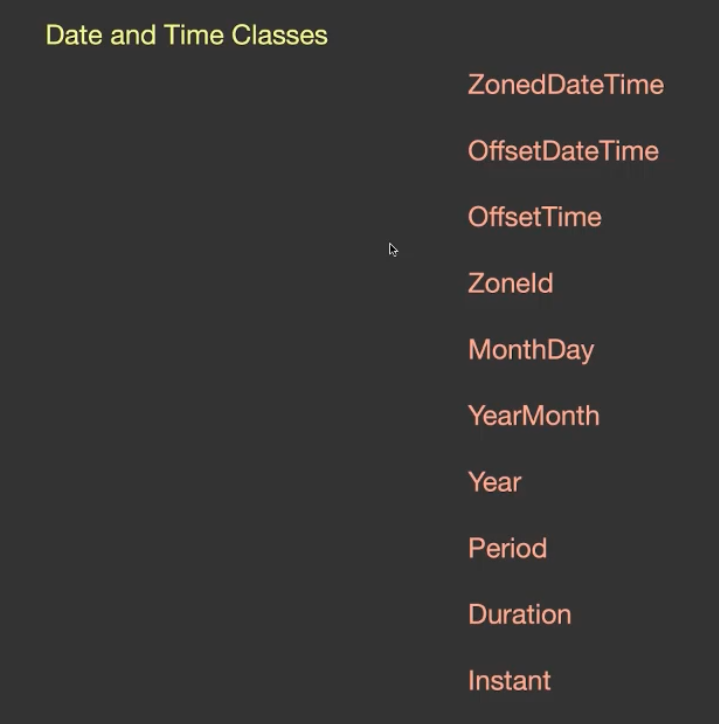 Date and Time Classes
ZonedDateTime
OffsetDateTime
OffsetTime
ZoneId
MonthDay
YearMonth
Year
Period
Duration
Instant